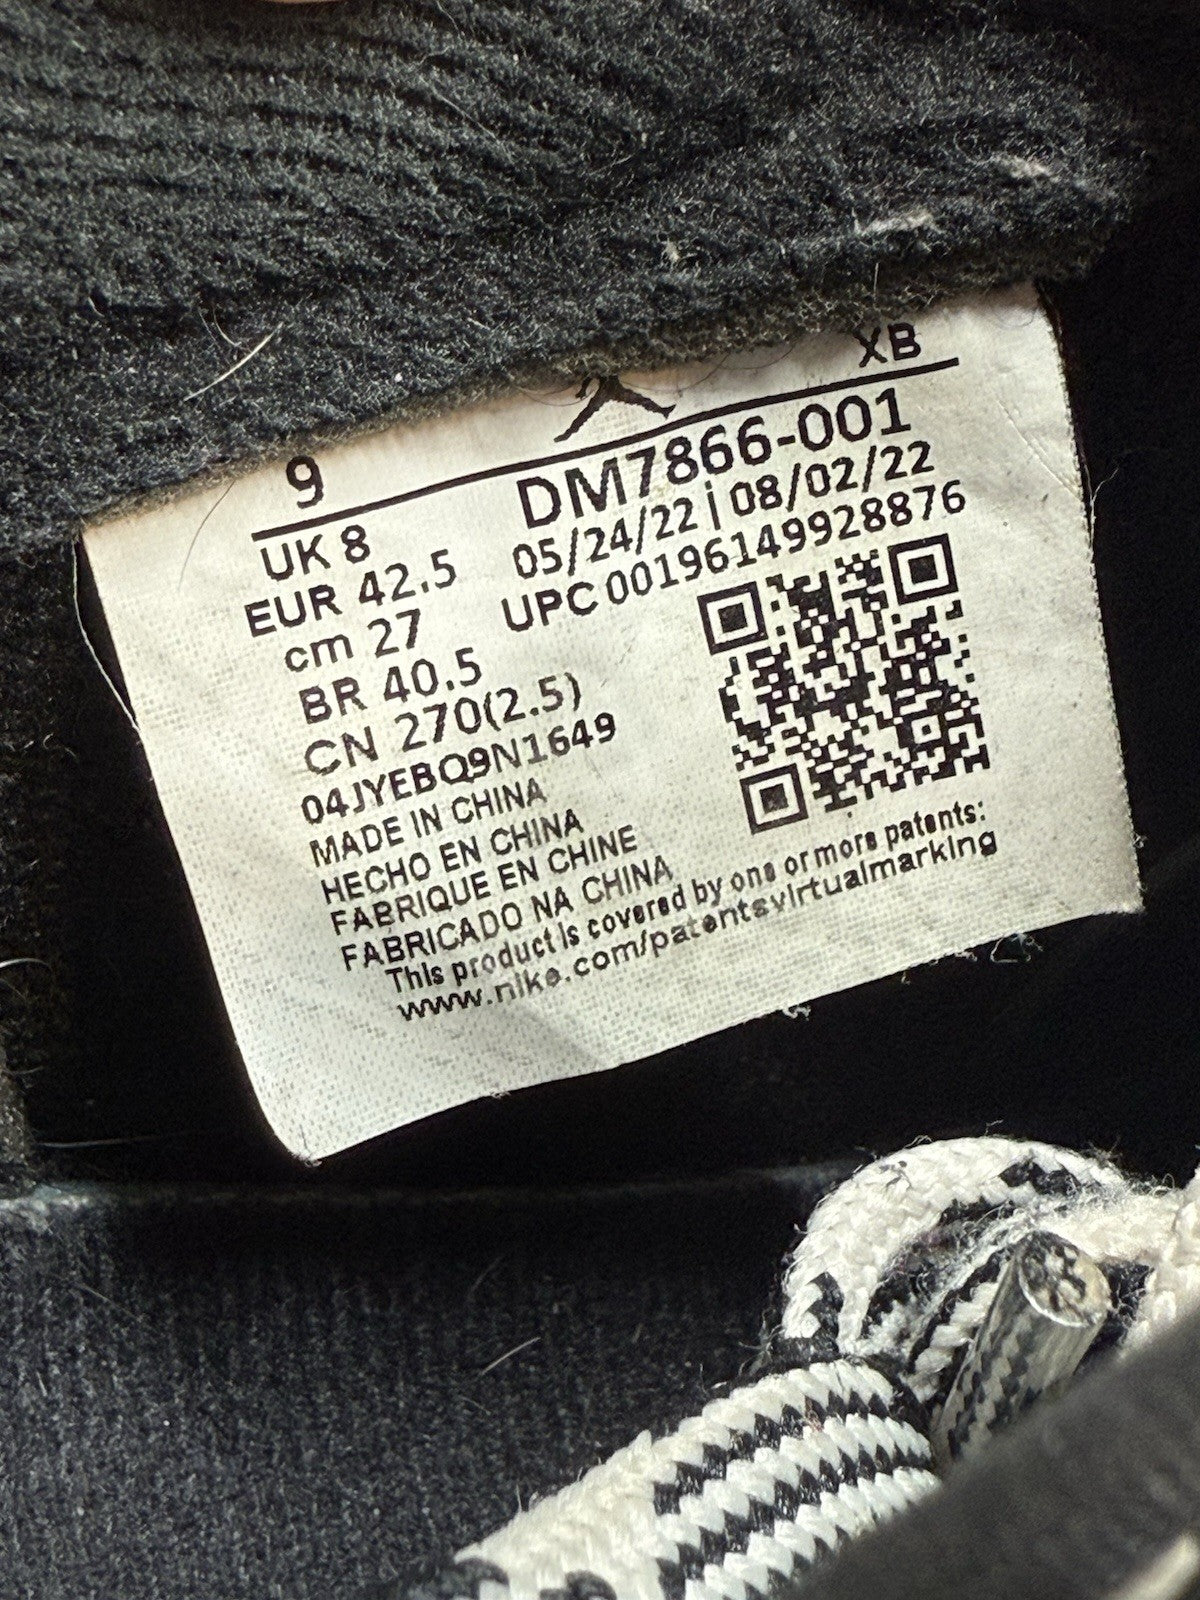 9 XB
UK 8 DM7866-001
EUR 42.5 05/24/22 | 08/02/22
cm 27 UPC 00196149928876
BR 40.5
CN 270(2.5)
04JYEBQ9N1649
MADE IN CHINA
HECHO EN CHINA
FABRIQUE EN CHINE
FABRICADO NA CHINA
This product is covered by one or more patents:
www.nike.com/patentsvirtualmarking